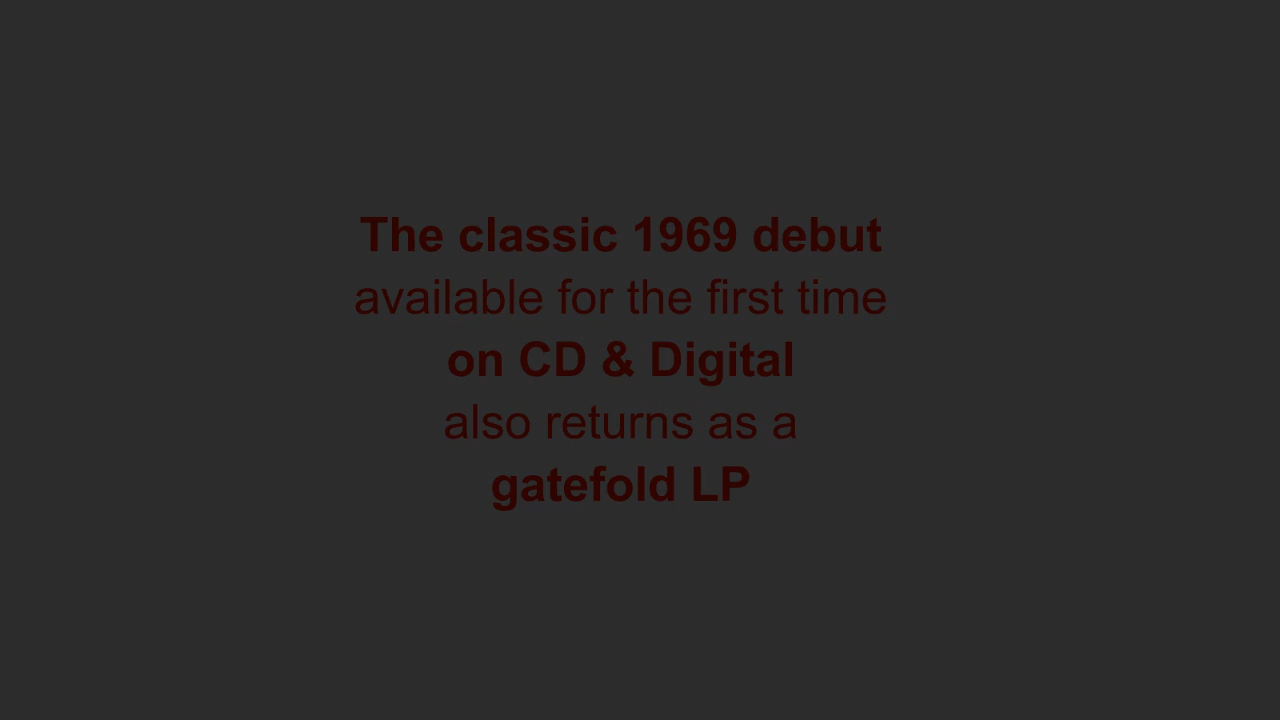 The classic 1969 debut
available for the first time
on CD & Digital
also returns as a
gatefold LP